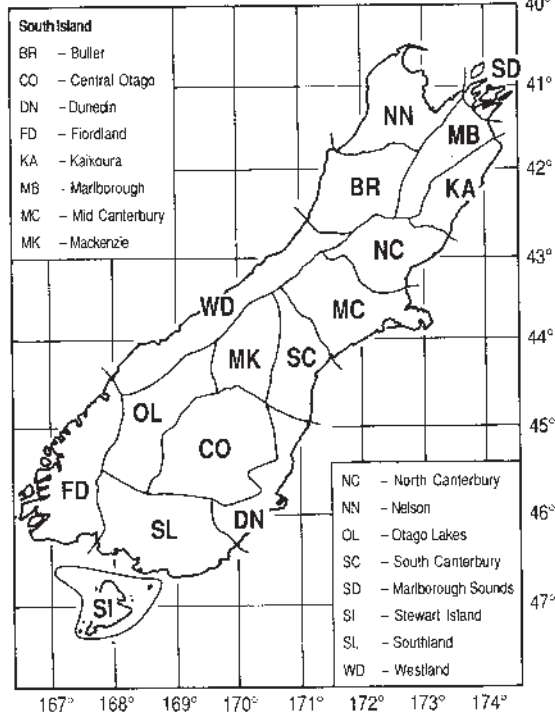 South Island
BR – Buller
CO – Central Otago
DN – Dunedin
FD – Fiordland
KA – Kaikoura
MB - Marlborough
MC – Mid Canterbury
MK – Mackenzie
40°
SD
41°
NN
MB
42°
BR
KA
NC
43°
WD
MC
44°
MK
SC
OL
45°
CO
FD
46°
SL
DN
SI
47°
NC – North Canterbury
NN – Nelson
OL – Otago Lakes
SC – South Canterbury
SD – Marlborough Sounds
SI – Stewart Island
SL – Southland
WD – Westland
167° 168° 169° 170° 171° 172° 173° 174°